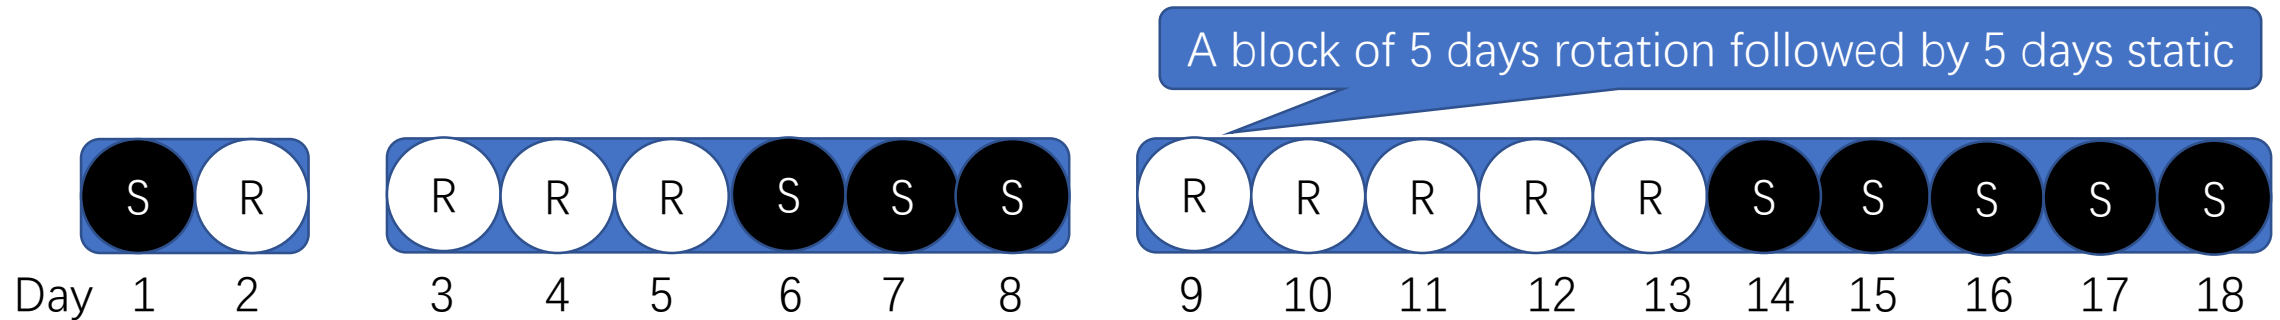 A block of 5 days rotation followed by 5 days static
S R R R R S S S R R R R R S S S S S
Day 1 2 3 4 5 6 7 8 9 10 11 12 13 14 15 16 17 18